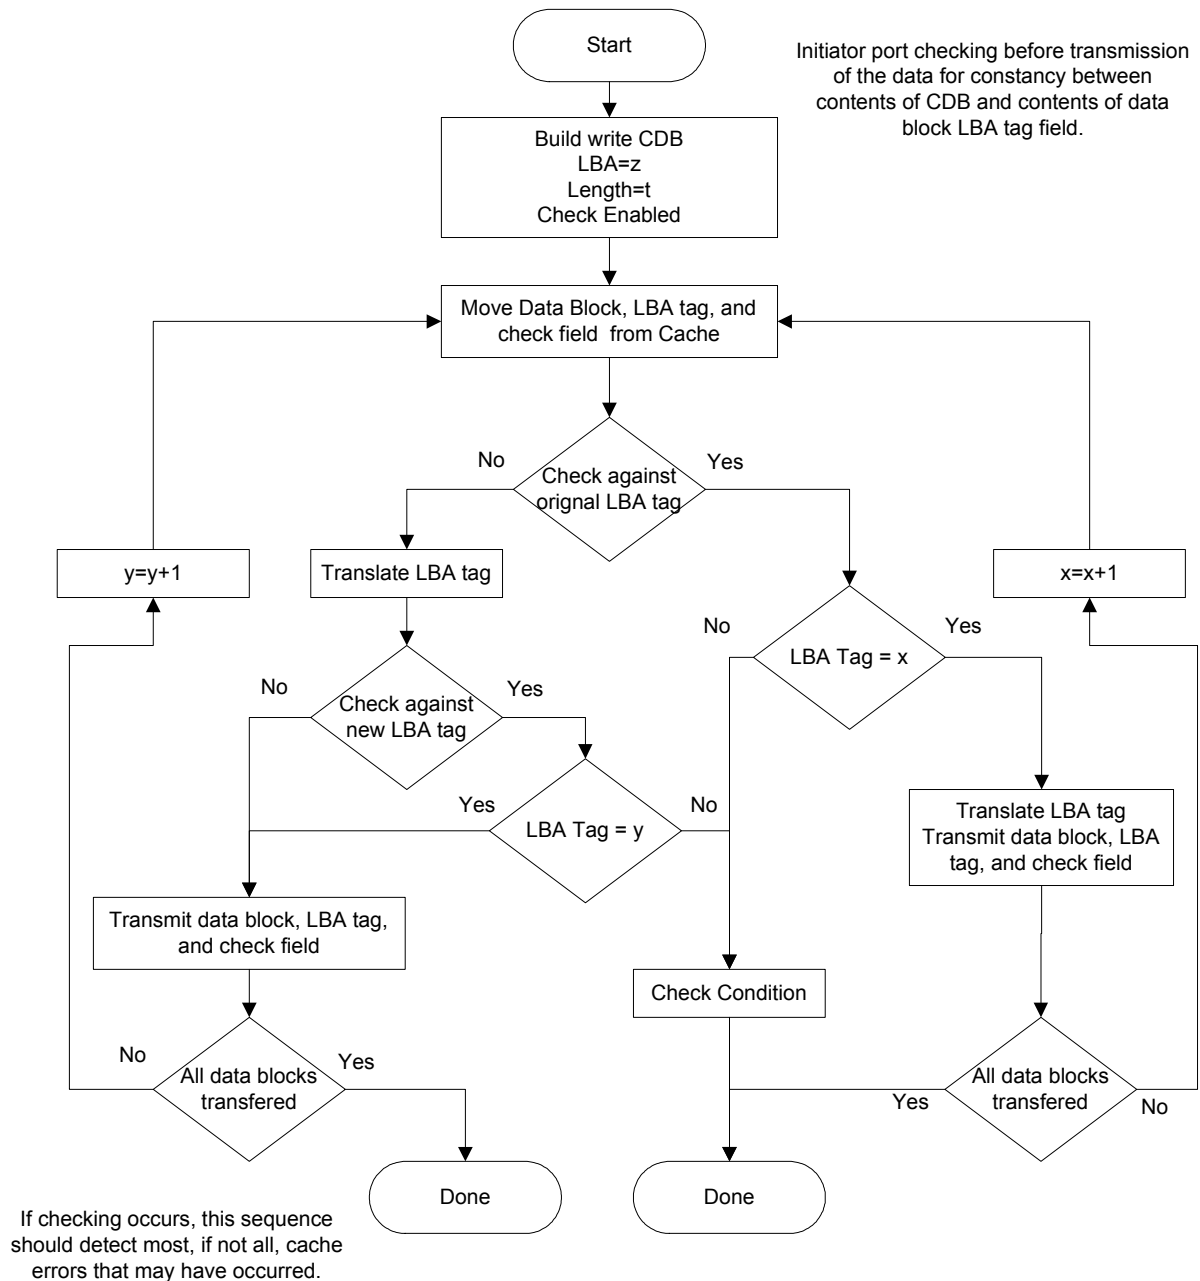 Start
Initiator port checking before transmission
of the data for constancy between
contents of CDB and contents of data
block LBA tag field.
Build write CDB
LBA=z
Length=t
Check Enabled
Move Data Block, LBA tag, and
check field from Cache
No
Yes
Check against
orignal LBA tag
y=y+1
Translate LBA tag
x=x+1
No
Yes
LBA Tag = x
No
Yes
Check against
new LBA tag
Yes
No
LBA Tag = y
Translate LBA tag
Transmit data block, LBA
tag, and check field
Transmit data block, LBA tag,
and check field
Check Condition
No
Yes
All data blocks
transfered
All data blocks
transfered
Yes
No
Done
Done
If checking occurs, this sequence
should detect most, if not all, cache
errors that may have occurred.